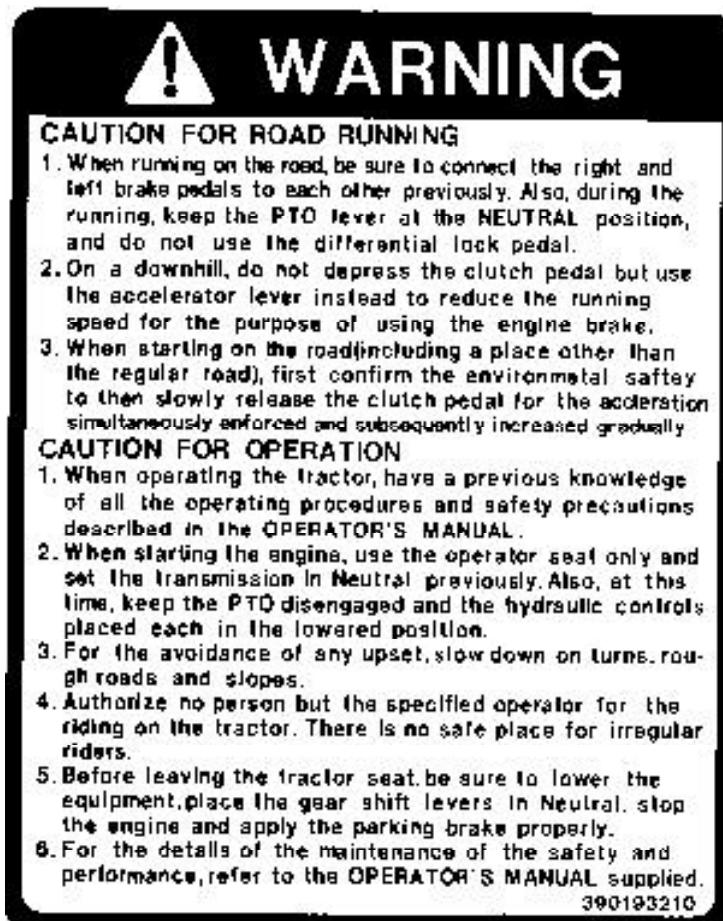 WARNING
CAUTION FOR ROAD RUNNING
1. When running on the road, be sure to connect the right and
left brake pedals to each other previously. Also, during the
running, keep the PTO lever at the NEUTRAL position,
and do not use the differential lock pedal.
2. On a downhill, do not depress the clutch pedal but use
the accelerator lever instead to reduce the running
speed for the purpose of using the engine brake.
3. When starting on the road(including a place other than
the regular road), first confirm the environmetal saftey
to then slowly release the clutch pedal for the accleration
simultaneously enforced and subsequently increased gradually
CAUTION FOR OPERATION
1. When operating the tractor, have a previous knowledge
of all the operating procedures and safety precautions
described in the OPERATOR'S MANUAL.
2. When starting the engine, use the operator seat only and
set the transmission in Neutral previously. Also, at this
time, keep the PTO disengaged and the hydraulic controls
placed each in the lowered position.
3. For the avoidance of any upset, slow down on turns, rou-
gh roads and slopes.
4. Authorize no person but the specified operator for the
riding on the tractor. There is no safe place for irregular
riders.
5. Before leaving the tractor seat, be sure to lower the
equipment, place the gear shift levers in Neutral, stop
the engine and apply the parking brake properly.
6. For the details of the maintenance of the safety and
performance, refer to the OPERATOR'S MANUAL supplied.
390193210